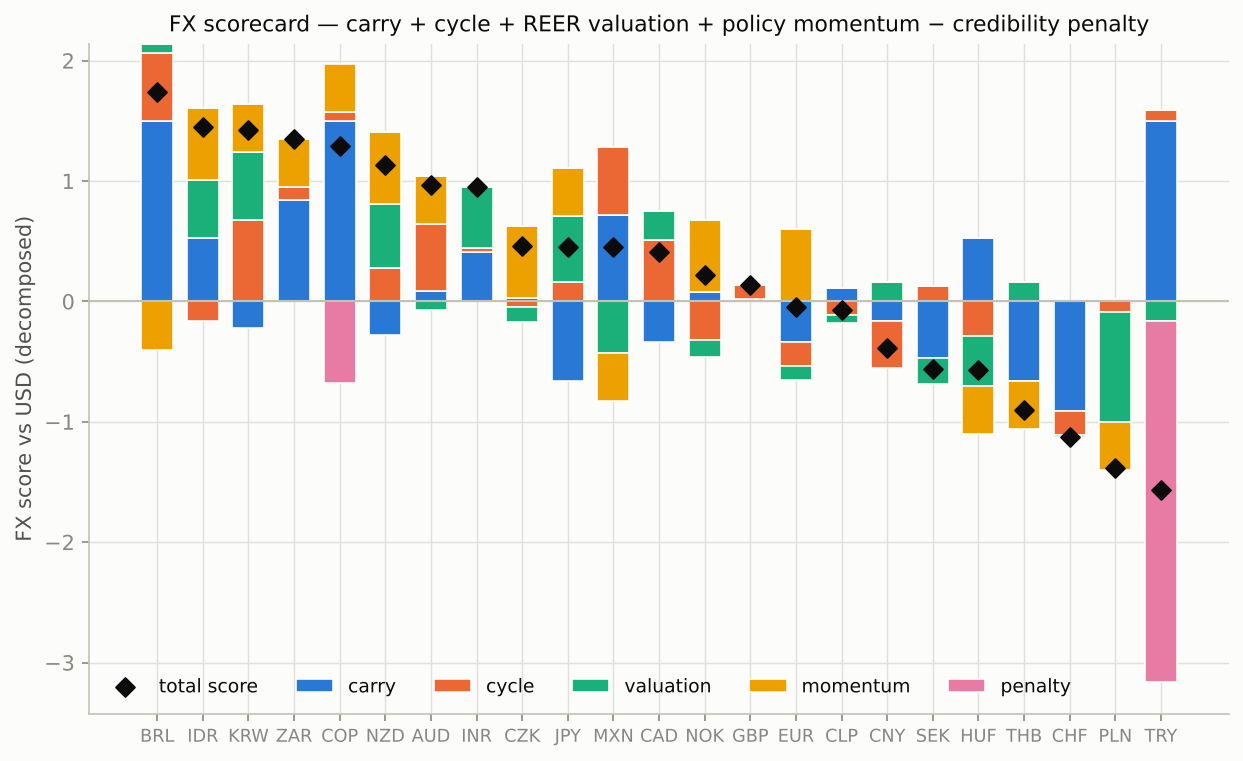 FX scorecard — carry + cycle + REER valuation + policy momentum − credibility penalty
FX score vs USD (decomposed)
2
1
0
−1
−2
−3
total score carry cycle valuation momentum penalty
BRL IDR KRW ZAR COP NZD AUD INR CZK JPY MXN CAD NOK GBP EUR CLP CNY SEK HUF THB CHF PLN TRY